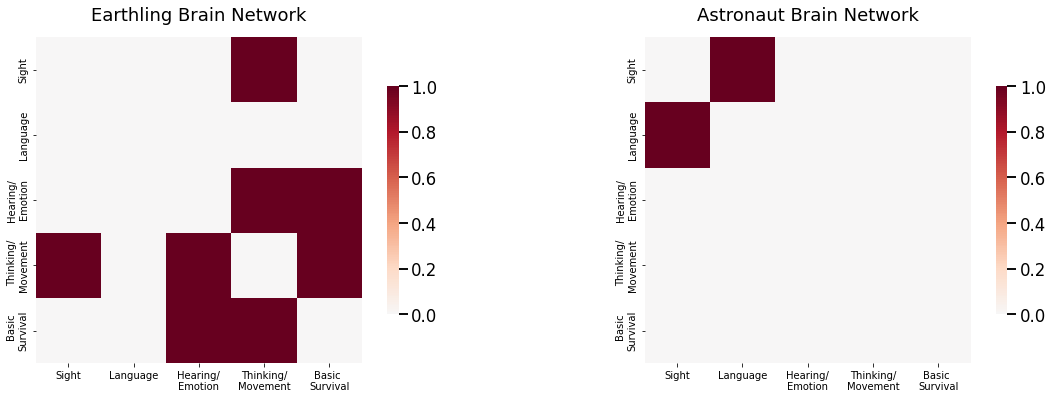 Earthling Brain Network
Sight
Language
Hearing/
Emotion
Thinking/
Movement
Basic
Survival
Sight
Language
Hearing/
Emotion
Thinking/
Movement
Basic
Survival
1.0
0.8
0.6
0.4
0.2
0.0
Astronaut Brain Network
Sight
Language
Hearing/
Emotion
Thinking/
Movement
Basic
Survival
Sight
Language
Hearing/
Emotion
Thinking/
Movement
Basic
Survival
1.0
0.8
0.6
0.4
0.2
0.0